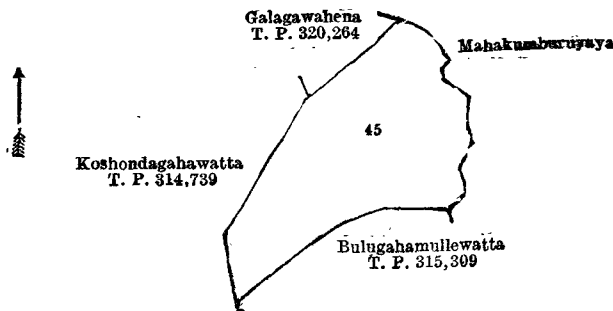 Galagawahena
T. P. 320,264
Mahakumburuyaya
45
Koshondagahawatta
T. P. 314,739
Bulugahamullewatta
T. P. 315,309